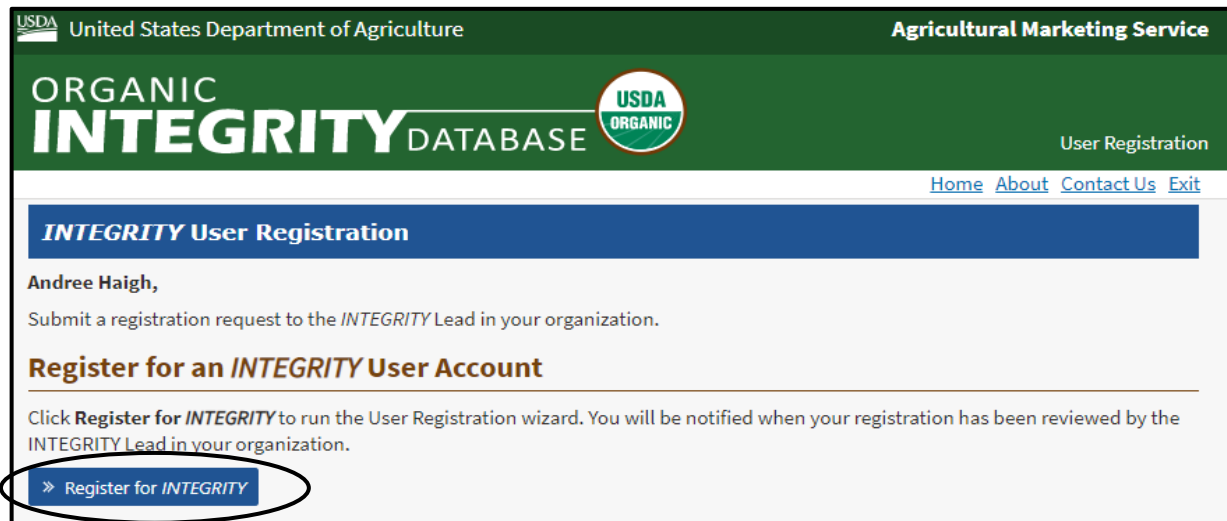 USDA United States Department of Agriculture Agricultural Marketing Service
ORGANIC
INTEGRITY DATABASE
USDA
ORGANIC
User Registration
Home About Contact Us Exit
INTEGRITY User Registration
Andree Haigh,
Submit a registration request to the INTEGRITY Lead in your organization.
Register for an INTEGRITY User Account
Click Register for INTEGRITY to run the User Registration wizard. You will be notified when your registration has been reviewed by the
INTEGRITY Lead in your organization.
» Register for INTEGRITY